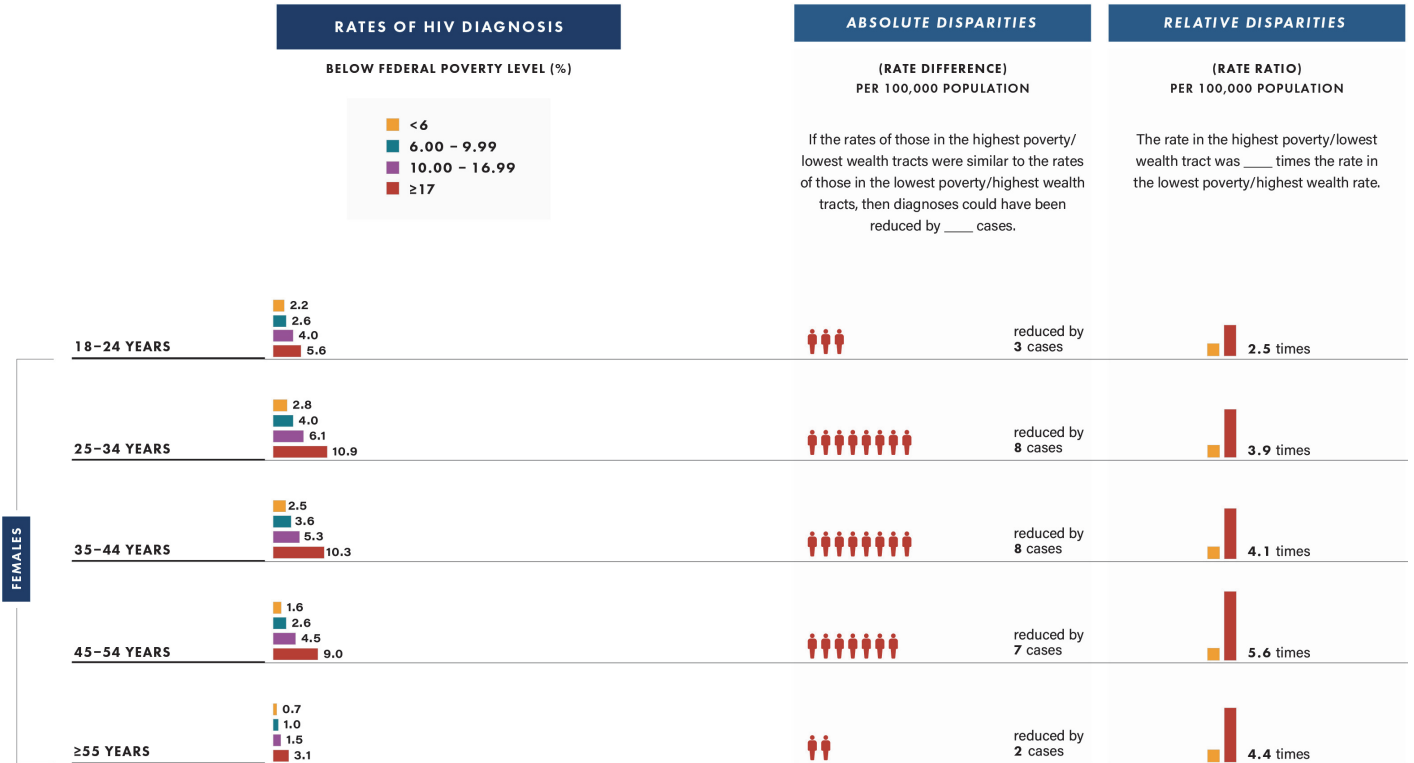 RATES OF HIV DIAGNOSIS
BELOW FEDERAL POVERTY LEVEL (%)
<6
6.00 – 9.99
10.00 – 16.99
≥17
ABSOLUTE DISPARITIES
(RATE DIFFERENCE)
PER 100,000 POPULATION
If the rates of those in the highest poverty/
lowest wealth tracts were similar to the rates
of those in the lowest poverty/highest wealth
tracts, then diagnoses could have been
reduced by ____ cases.
RELATIVE DISPARITIES
(RATE RATIO)
PER 100,000 POPULATION
The rate in the highest poverty/lowest
wealth tract was ____ times the rate in
the lowest poverty/highest wealth rate.
FEMALES
18–24 YEARS
2.2
2.6
4.0
5.6
reduced by
3 cases
2.5 times
25–34 YEARS
2.8
4.0
6.1
10.9
reduced by
8 cases
3.9 times
35–44 YEARS
2.5
3.6
5.3
10.3
reduced by
8 cases
4.1 times
45–54 YEARS
1.6
2.6
4.5
9.0
reduced by
7 cases
5.6 times
≥55 YEARS
0.7
1.0
1.5
3.1
reduced by
2 cases
4.4 times